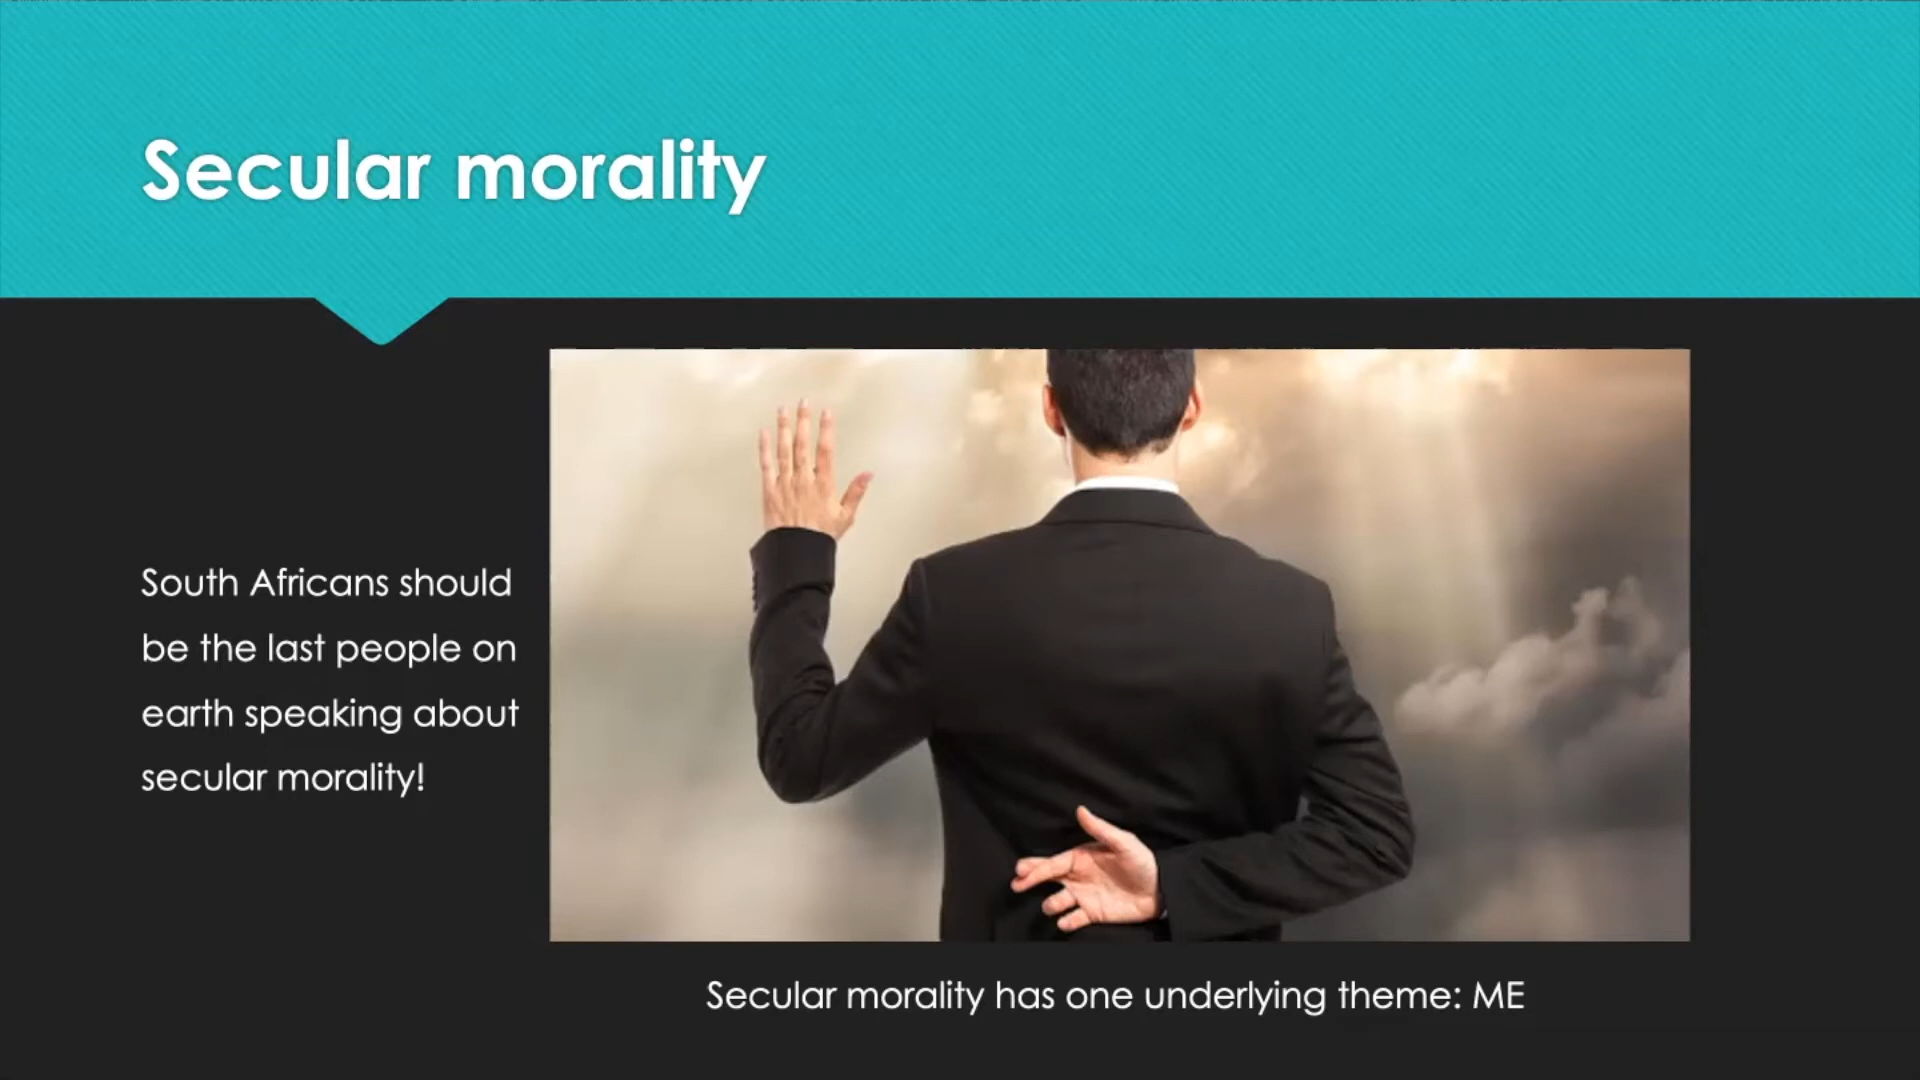 Secular morality
South Africans should
be the last people on
earth speaking about
secular morality!
Secular morality has one underlying theme: ME